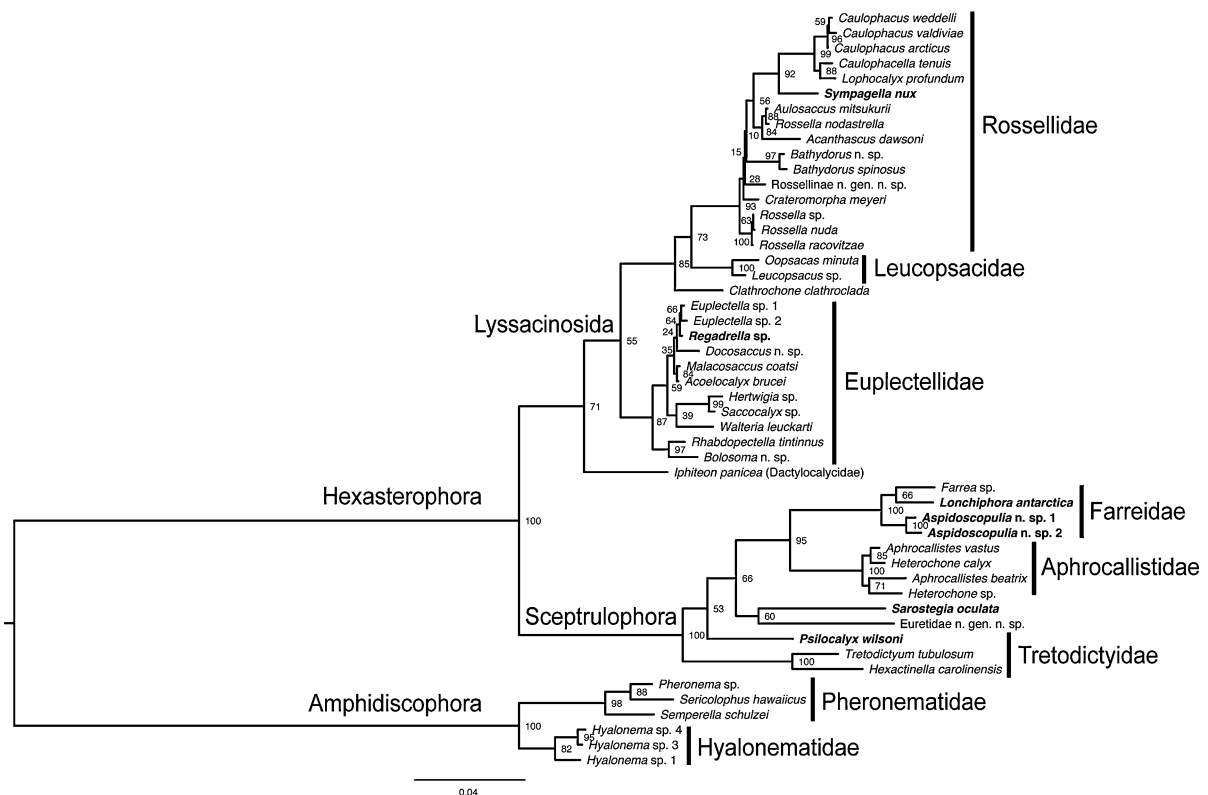 59
Caulophacus weddelli
Caulophacus valdiviae
96
Caulophacus arcticus
99
Caulophacella tenuis
88
Lophocalyx profundum
92
Sympagella nux
56
Aulosaccus mitsukurii
88
Rossella nodastrella
84
10
Acanthascus dawsoni
15
97
Bathydorus n. sp.
Bathydorus spinosus
28
Rossellinae n. gen. n. sp.
Crateromorpha meyeri
93
Rossella sp.
63
Rossella nuda
100
Rossella racovitzae
Rossellidae
73
Oopsacas minuta
100
Leucopsacus sp.
Leucopsacidae
85
Clathrochone clathroclada
Lyssacinosida
55
66
Euplectella sp. 1
64
Euplectella sp. 2
24
Regadrella sp.
35
Docosaccus n. sp.
Malacosaccus coatsi
84
59
Acoelocalyx brucei
Hertwigia sp.
99
Saccocalyx sp.
39
Walteria leuckarti
87
Rhabdopectella tintinnus
97
Bolosoma n. sp.
Euplectellidae
71
Iphiteon panicea (Dactylocalycidae)
Hexasterophora
100
Farrea sp.
66
Lonchiphora antarctica
100
Aspidoscopulia n. sp. 1
100
Aspidoscopulia n. sp. 2
Farreidae
95
Aphrocallistes vastus
85
Heterochone calyx
100
Aphrocallistes beatrix
71
Heterochone sp.
Aphrocallistidae
66
Sarostegia oculata
60
Euretidae n. gen. n. sp.
53
Sceptrulophora
100
Psilocalyx wilsoni
Tretodictyum tubulosum
100
Hexactinella carolinensis
Tretodictyidae
Amphidiscophora
100
Pheronema sp.
88
Sericolophus hawaiicus
98
Semperella schulzei
Pheronematidae
Hyalonema sp. 4
95
Hyalonema sp. 3
82
Hyalonema sp. 1
Hyalonematidae
0.04